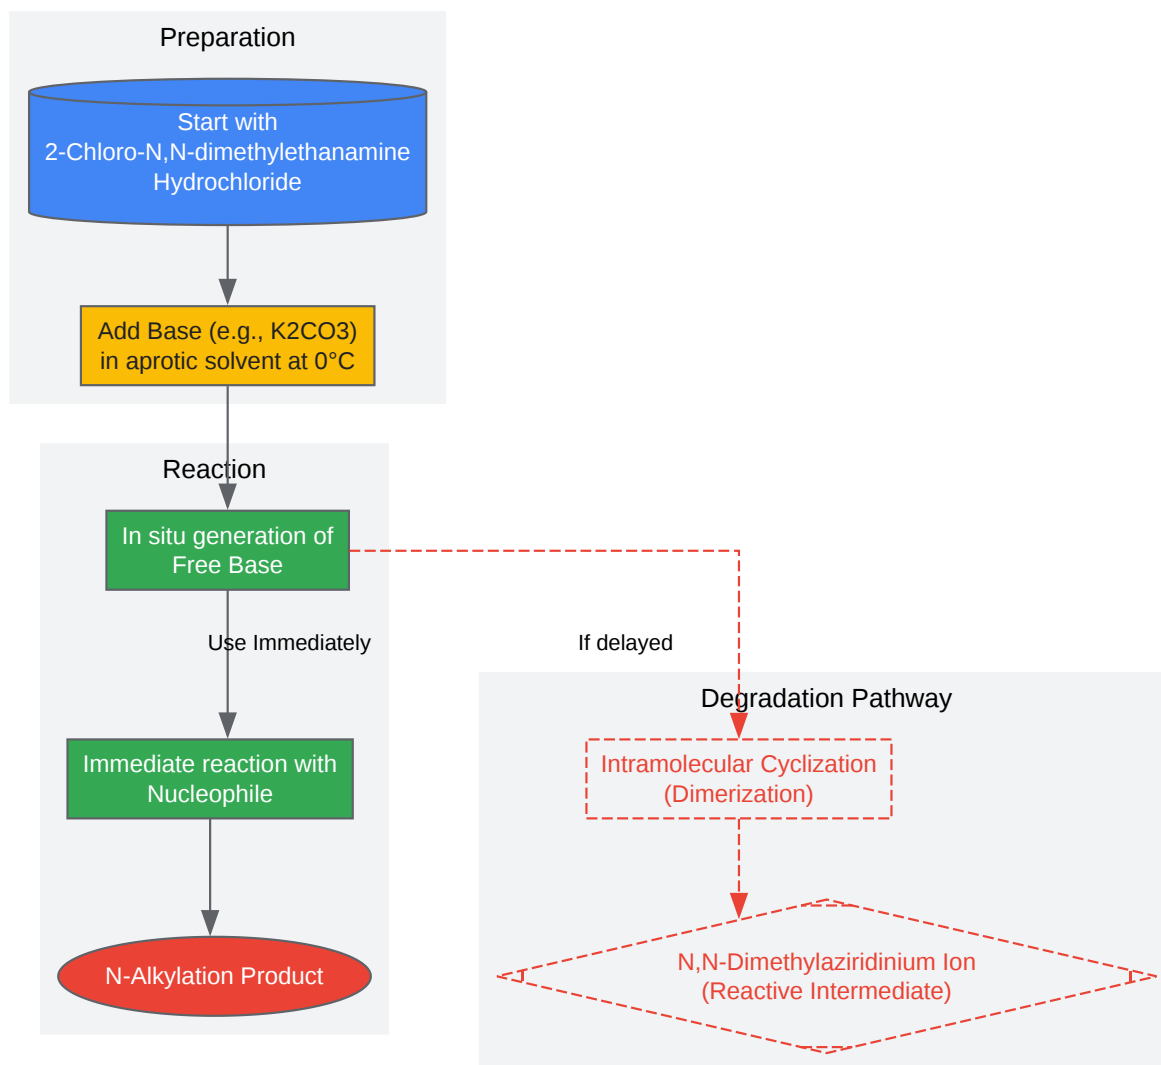 Preparation
Start with
2-Chloro-N,N-dimethylethanamine
Hydrochloride
Add Base (e.g., K2CO3)
in aprotic solvent at 0°C
Reaction
In situ generation of
Free Base
Use Immediately
If delayed
Degradation Pathway
Immediate reaction with
Nucleophile
Intramolecular Cyclization
(Dimerization)
N-Alkylation Product
N,N-Dimethylaziridinium Ion
(Reactive Intermediate)